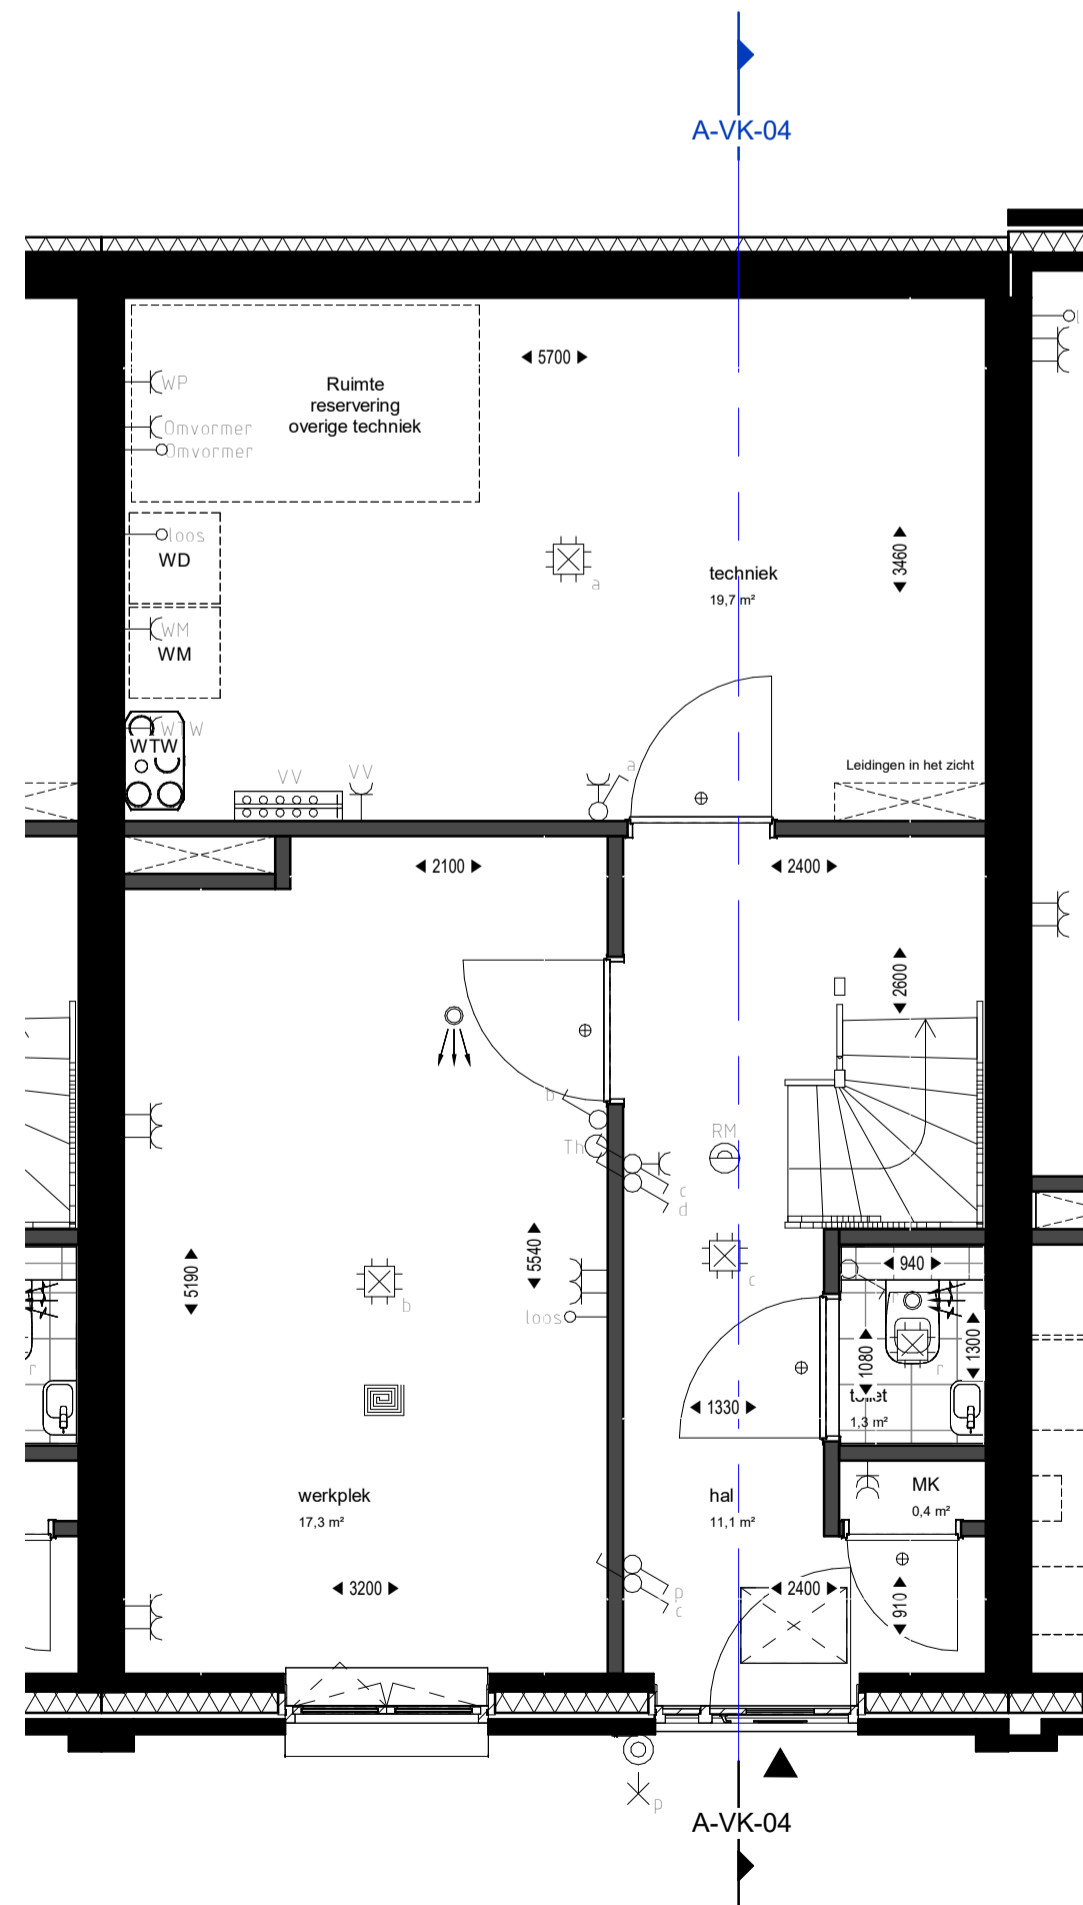 A-VK-04
5700
Ruimte
reservering
overige techniek
WP
Omvormer
Omvormer
loos
WD
3460
techniek
19,7 m²
a
WM
WM
WTW
WTW
VV
VV
a
Leidingen in het zicht
2100
2400
2600
b
Th
RM
c
d
5190
5540
b
loos
c
940
1080
1300
r
r
toilet
1,3 m²
1330
werkplek
17,3 m²
hal
11,1 m²
MK
0,4 m²
3200
2400
910
p
c
p
A-VK-04